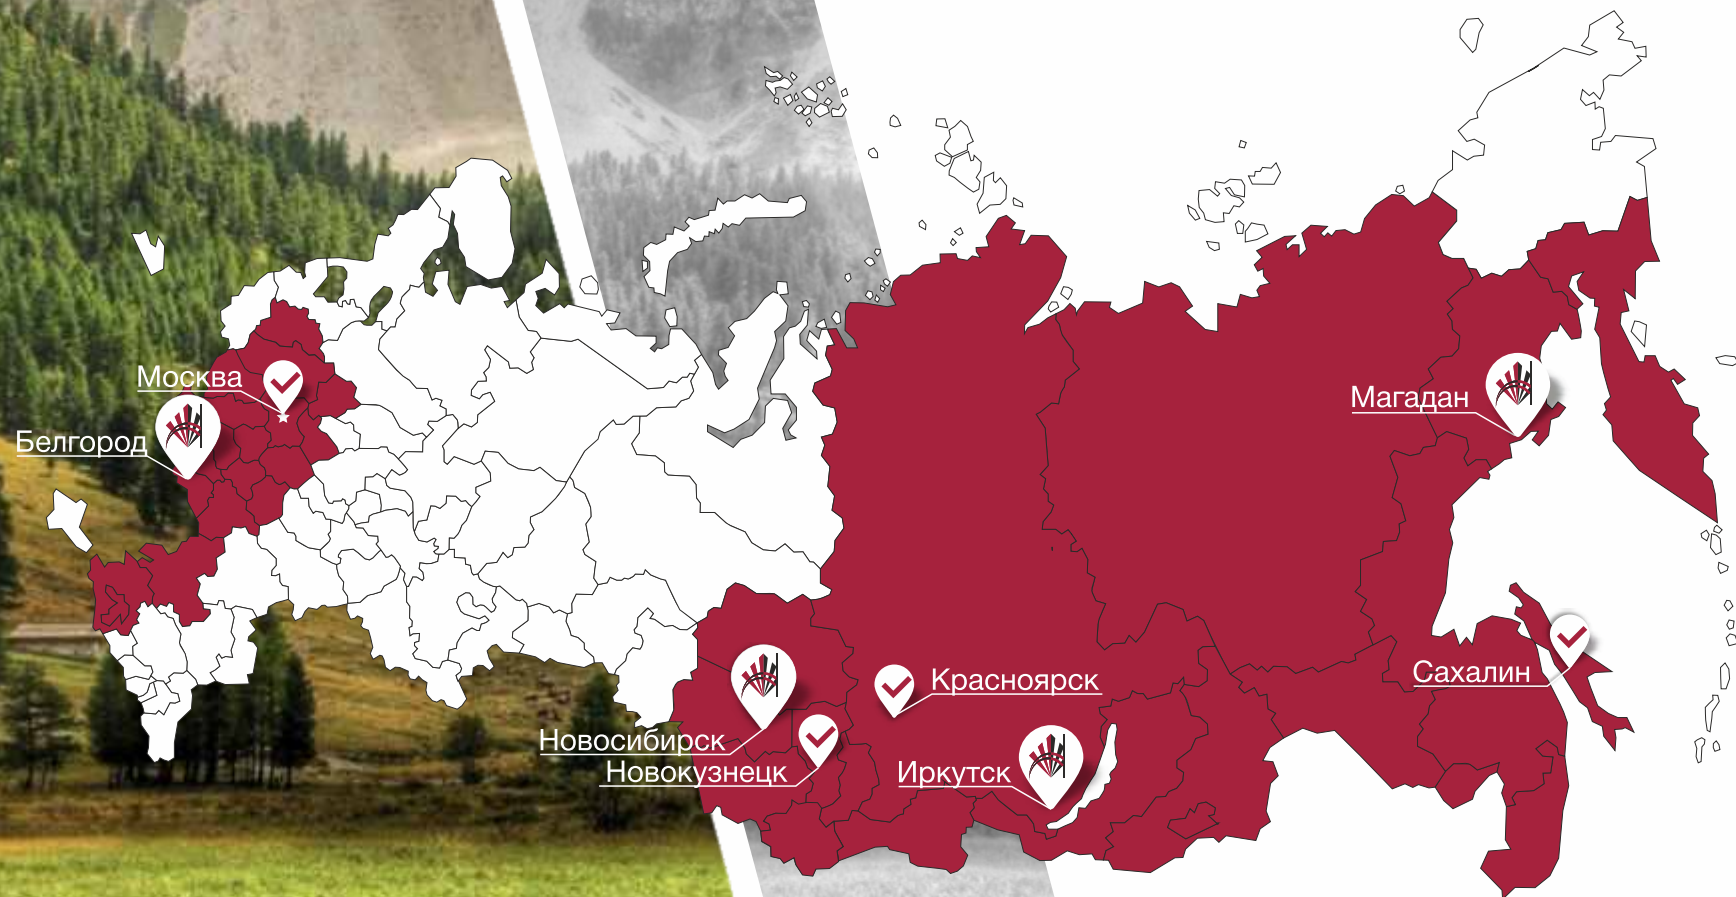 Москва
Белгород
Магадан
Сахалин
Красноярск
Новосибирск
Новокузнецк
Иркутск